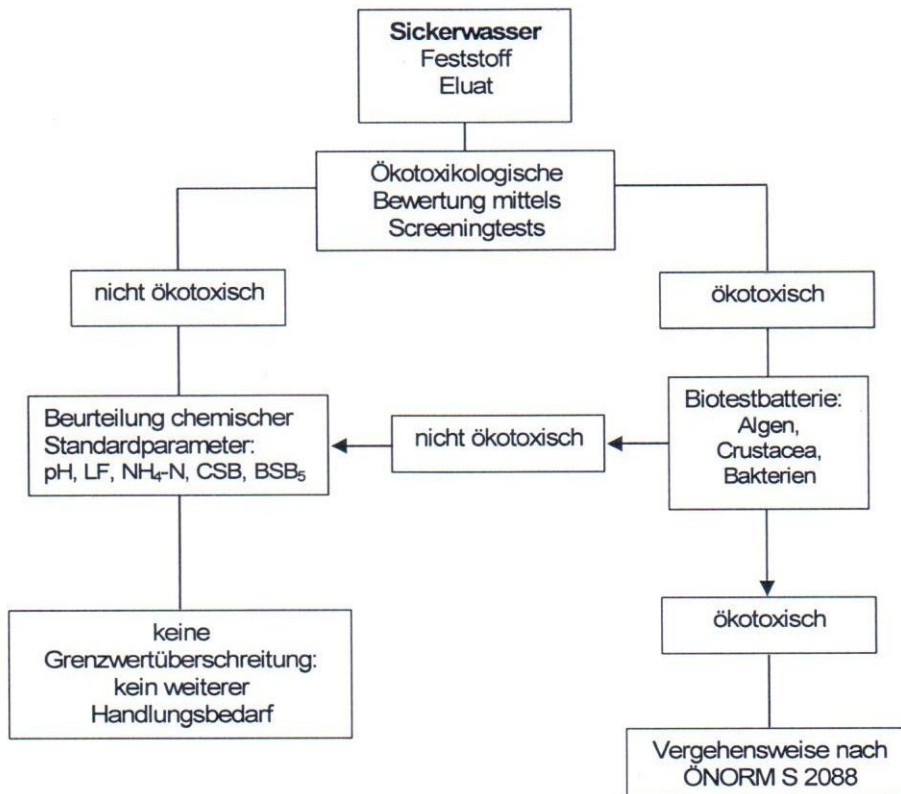 Sickerwasser
Feststoff
Eluat
Ökotoxikologische
Bewertung mittels
Screeningtests
nicht ökotoxisch
ökotoxisch
Beurteilung chemischer
Standardparameter:
pH, LF, NH₄-N, CSB, BSB₅
nicht ökotoxisch
Biotestbatterie:
Algen,
Crustacea,
Bakterien
keine
Grenzwertüberschreitung:
kein weiterer
Handlungsbedarf
ökotoxisch
Vergehensweise nach
ÖNORM S 2088